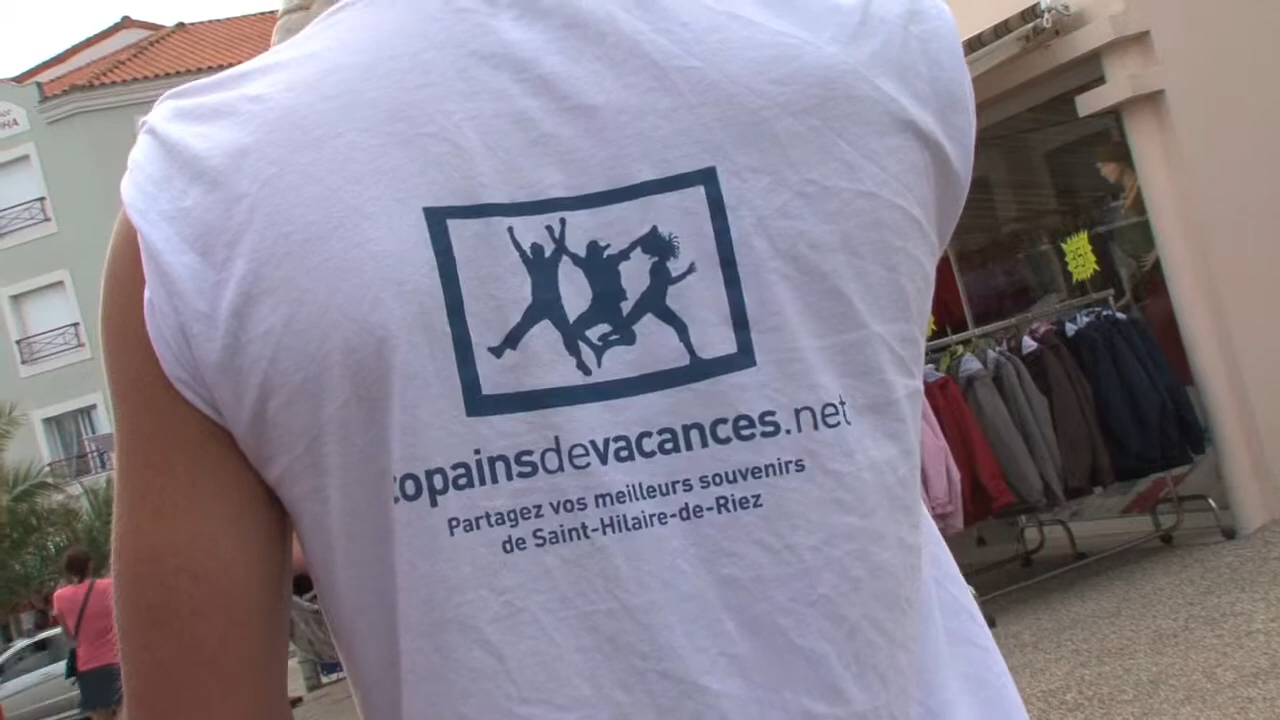 copainsdevacances.net
Partagez vos meilleurs souvenirs
de Saint-Hilaire-de-Riez